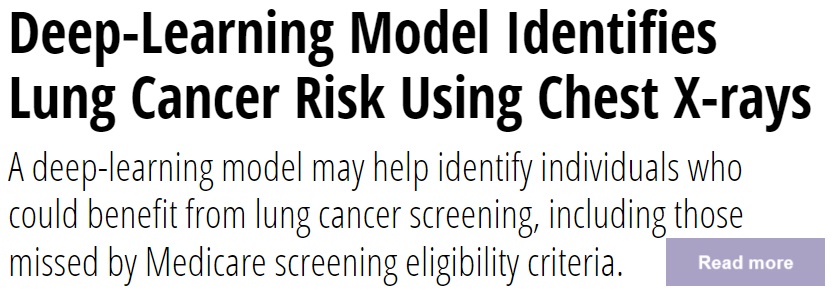 Deep-Learning Model Identifies
Lung Cancer Risk Using Chest X-rays
A deep-learning model may help identify individuals who
could benefit from lung cancer screening, including those
missed by Medicare screening eligibility criteria.
Read more